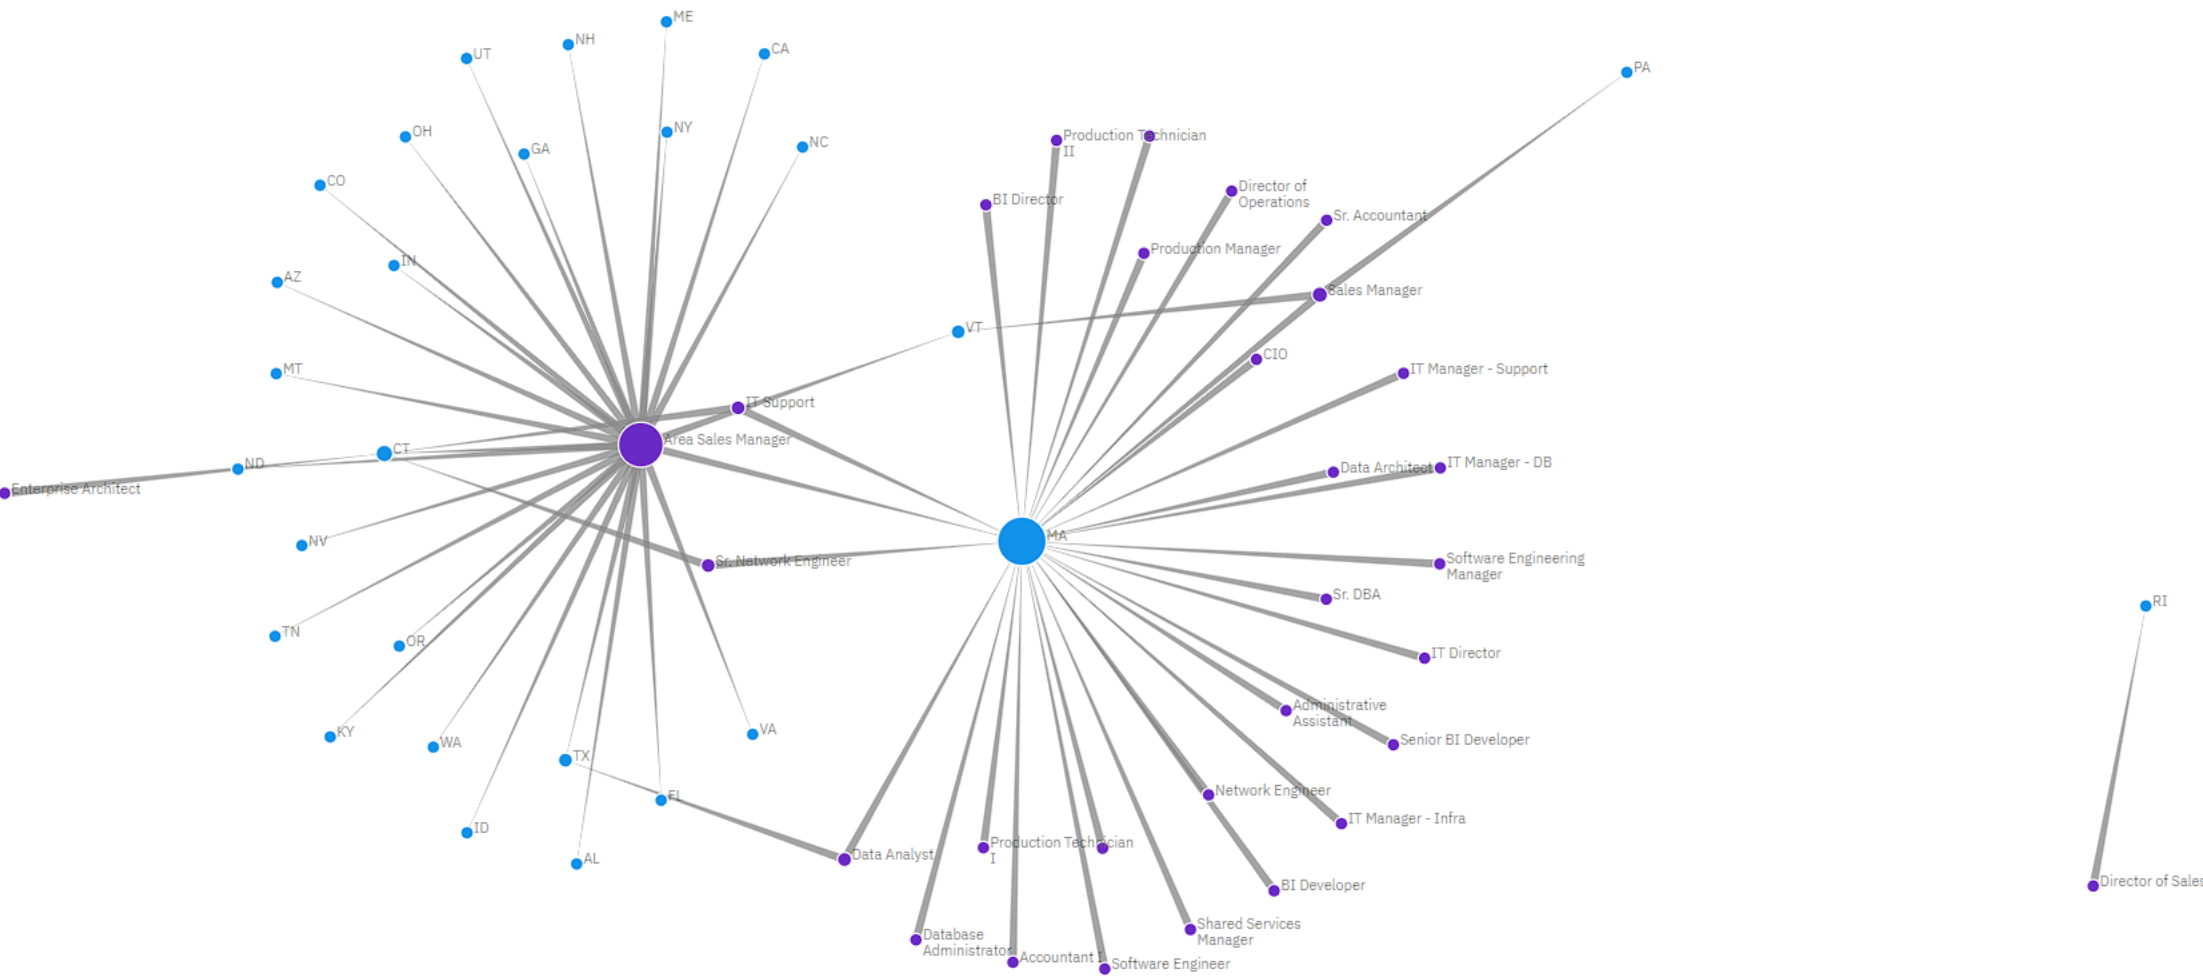 ME
NH
UT
CA
PA
NY
OH
Production Technician
II
NC
GA
CO
Director of
Operations
BI Director
Sr. Accountant
Production Manager
IN
AZ
Sales Manager
VT
CIO
MT
IT Manager - Support
IT Support
Area Sales Manager
CT
ND
Data Architect
IT Manager - DB
Enterprise Architect
MA
NV
Sr. Network Engineer
Software Engineering
Manager
Sr. DBA
RI
TN
OR
IT Director
Administrative
Assistant
VA
KY
WA
Senior BI Developer
TX
Network Engineer
FL
IT Manager - Infra
ID
Production Technician
I
Data Analyst
AL
Director of Sales
BI Developer
Shared Services
Manager
Database
Administrator
Accountant I
Software Engineer